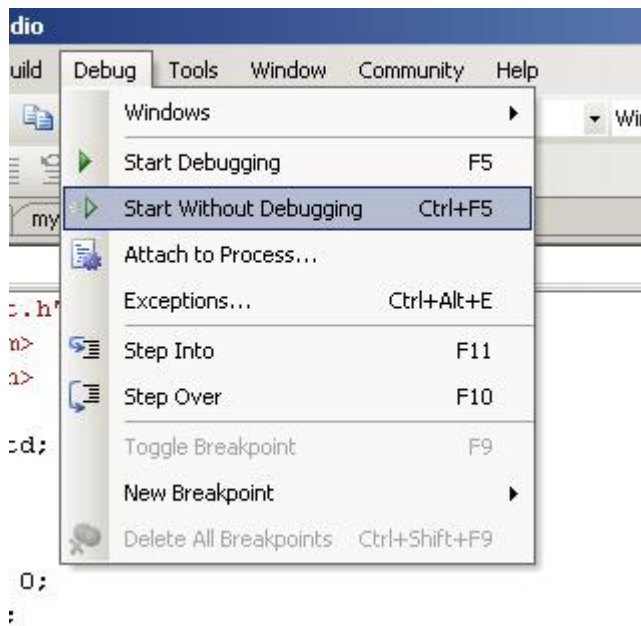 dio
uild Debug Tools Window Community Help
Windows Wi
Start Debugging F5
my Start Without Debugging Ctrl+F5
Attach to Process...
t.h" Exceptions... Ctrl+Alt+E
m>
Step Into F11
n>
Step Over F10
td; Toggle Breakpoint F9
New Breakpoint
Delete All Breakpoints Ctrl+Shift+F9
0;
;